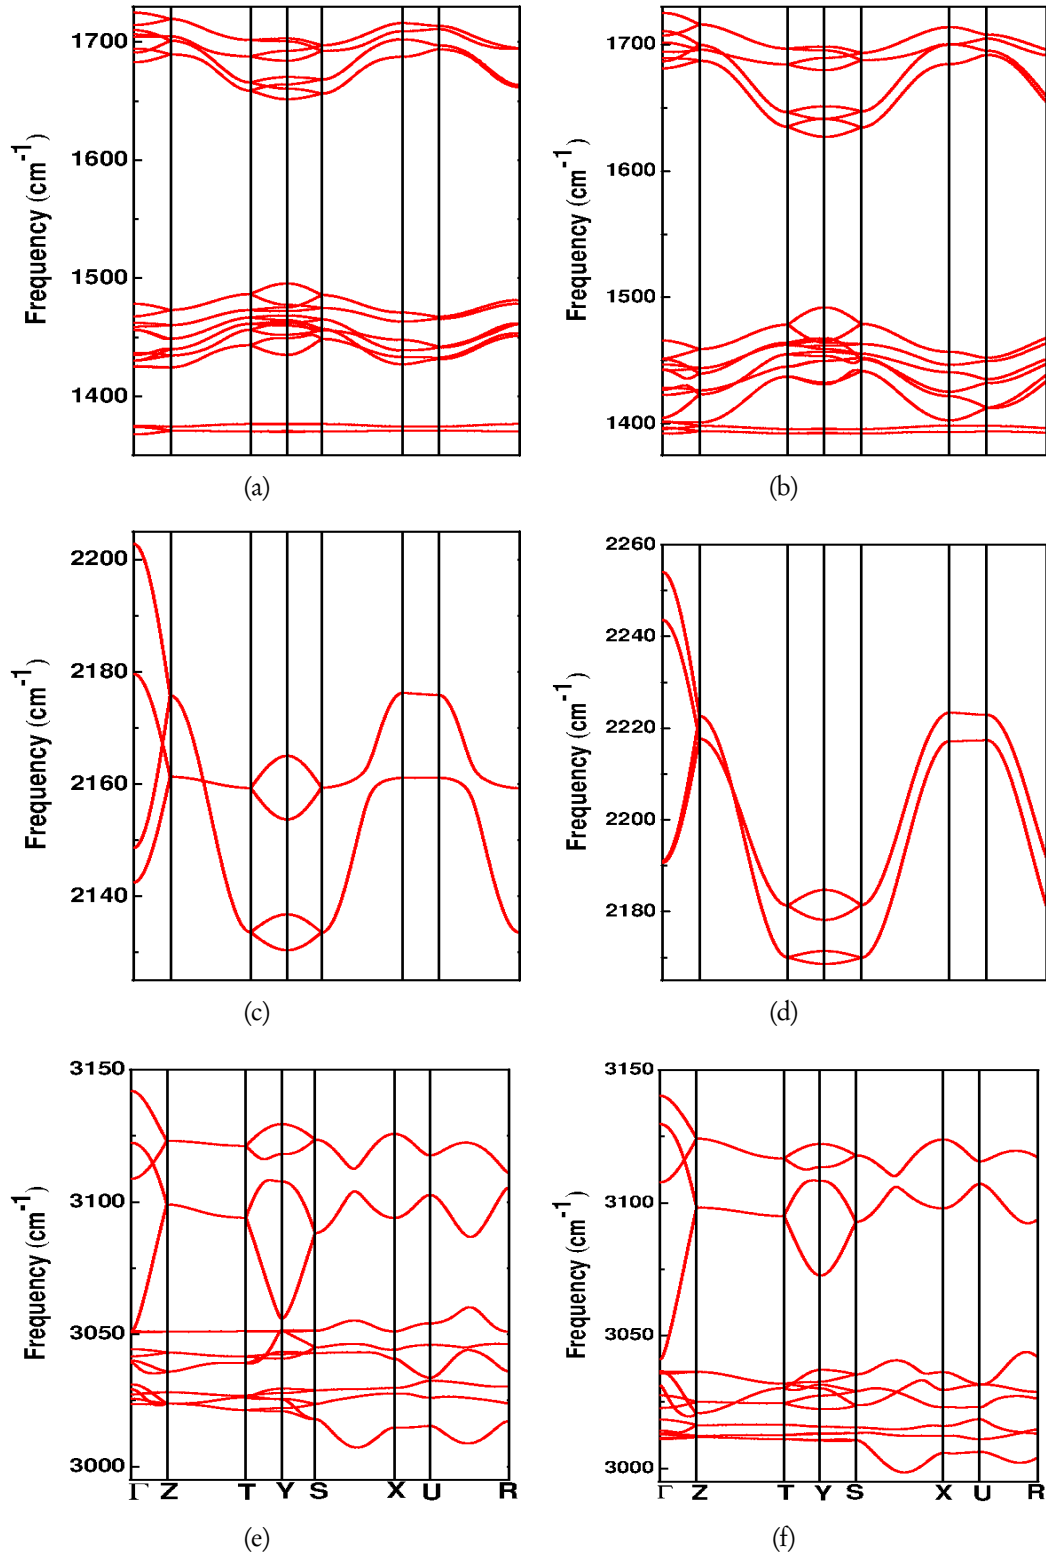 1700
1600
1500
1400
Frequency (cm⁻¹)
(a)
1700
1600
1500
1400
Frequency (cm⁻¹)
(b)
2200
2180
2160
2140
Frequency (cm⁻¹)
(c)
2260
2240
2220
2200
2180
Frequency (cm⁻¹)
(d)
3150
3100
3050
3000
Frequency (cm⁻¹)
Γ Z T Y S X U R
(e)
3150
3100
3050
3000
Frequency (cm⁻¹)
Γ Z T Y S X U R
(f)